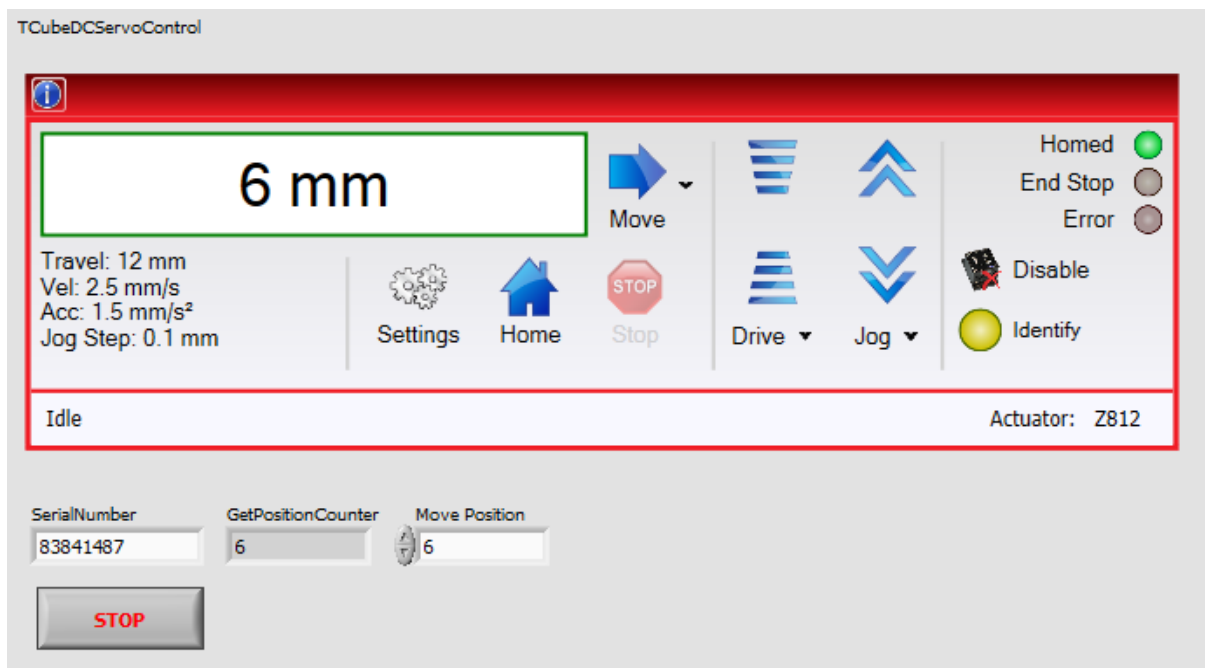 TCubeDCServoControl
6 mm
Move
Homed
End Stop
Error
Travel: 12 mm
Vel: 2.5 mm/s
Acc: 1.5 mm/s²
Jog Step: 0.1 mm
Settings
Home
STOP
Stop
Drive
Jog
Disable
Identify
Idle
Actuator: Z812
SerialNumber
GetPositionCounter
Move Position
83841487
6
6
STOP